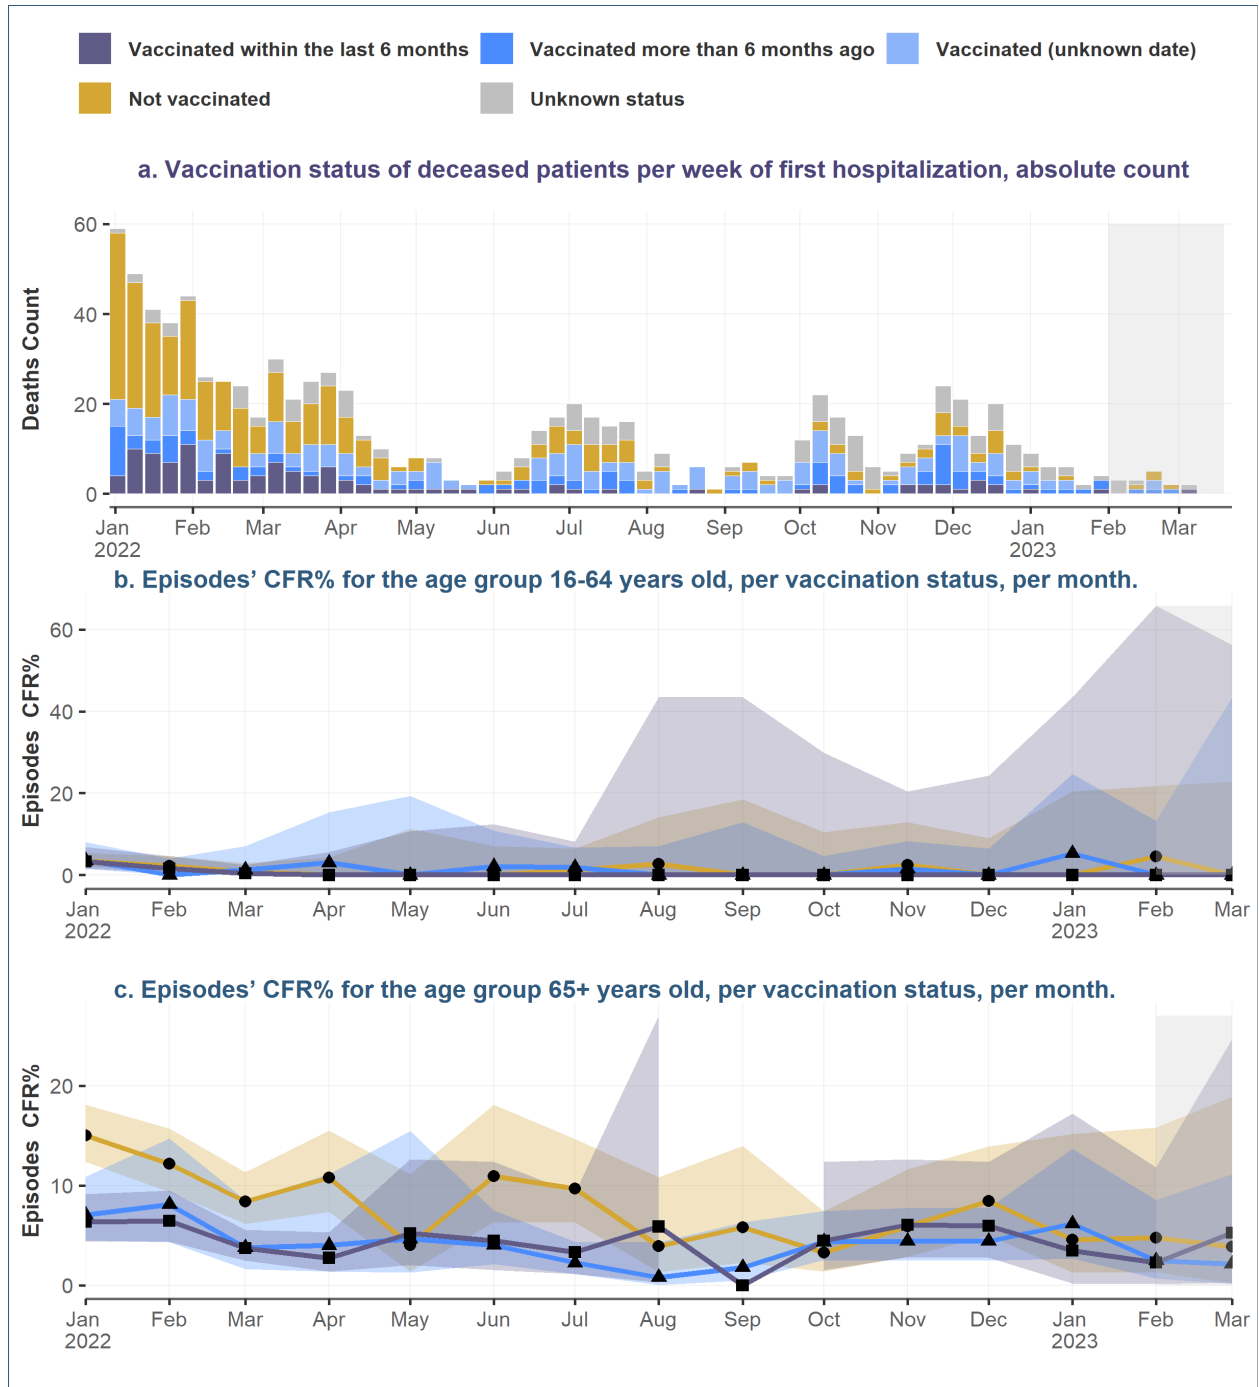 Vaccinated within the last 6 months Vaccinated more than 6 months ago Vaccinated (unknown date)
Not vaccinated Unknown status
a. Vaccination status of deceased patients per week of first hospitalization, absolute count
Deaths Count
60
40
20
0
Jan Feb Mar Apr May Jun Jul Aug Sep Oct Nov Dec Jan Feb Mar
2022 2023
b. Episodes’ CFR% for the age group 16-64 years old, per vaccination status, per month.
Episodes CFR%
60
40
20
0
Jan Feb Mar Apr May Jun Jul Aug Sep Oct Nov Dec Jan Feb Mar
2022 2023
c. Episodes’ CFR% for the age group 65+ years old, per vaccination status, per month.
Episodes CFR%
20
10
0
Jan Feb Mar Apr May Jun Jul Aug Sep Oct Nov Dec Jan Feb Mar
2022 2023